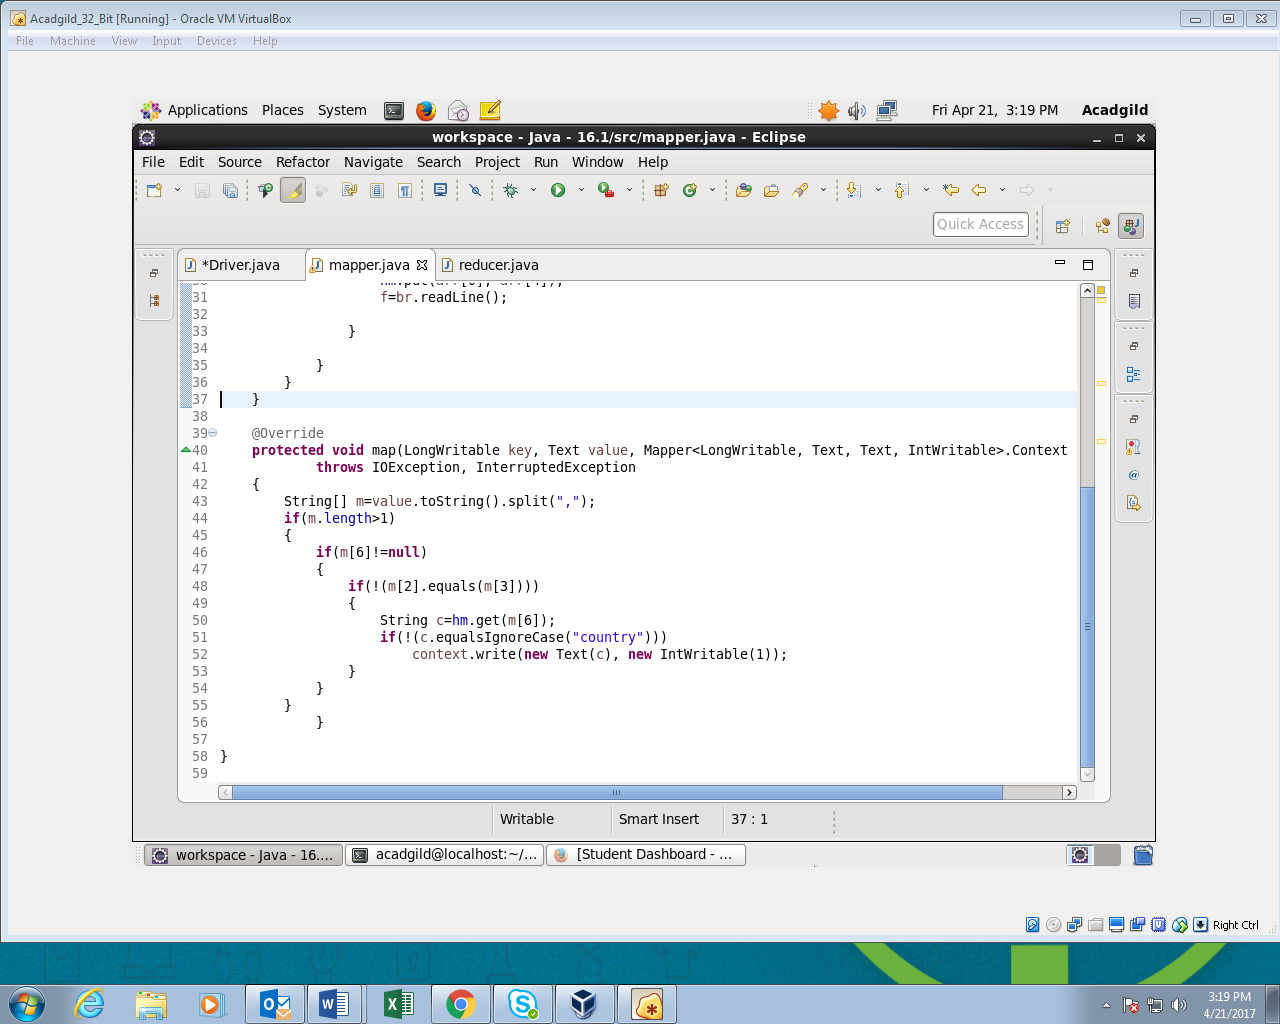 Acadgild_32_Bit [Running] - Oracle VM VirtualBox
File Machine View Input Devices Help
Applications Places System Fri Apr 21, 3:19 PM Acadgild
workspace - Java - 16.1/src/mapper.java - Eclipse
File Edit Source Refactor Navigate Search Project Run Window Help
Quick Access
*Driver.java mapper.java reducer.java
31 f=br.readLine();
32
33 }
34
35 }
36 }
37 }
38
39 @Override
40 protected void map(LongWritable key, Text value, Mapper<LongWritable, Text, Text, IntWritable>.Context
41 throws IOException, InterruptedException
42 {
43 String[] m=value.toString().split(",");
44 if(m.length>1)
45 {
46 if(m[6]!=null)
47 {
48 if(!(m[2].equals(m[3])))
49 {
50 String c=hm.get(m[6]);
51 if(!(c.equalsIgnoreCase("country")))
52 context.write(new Text(c), new IntWritable(1));
53 }
54 }
55 }
56 }
57
58 }
59
Writable Smart Insert 37 : 1
workspace - Java - 16.... acadgild@localhost:~/... [Student Dashboard - ...
Right Ctrl
3:19 PM
4/21/2017